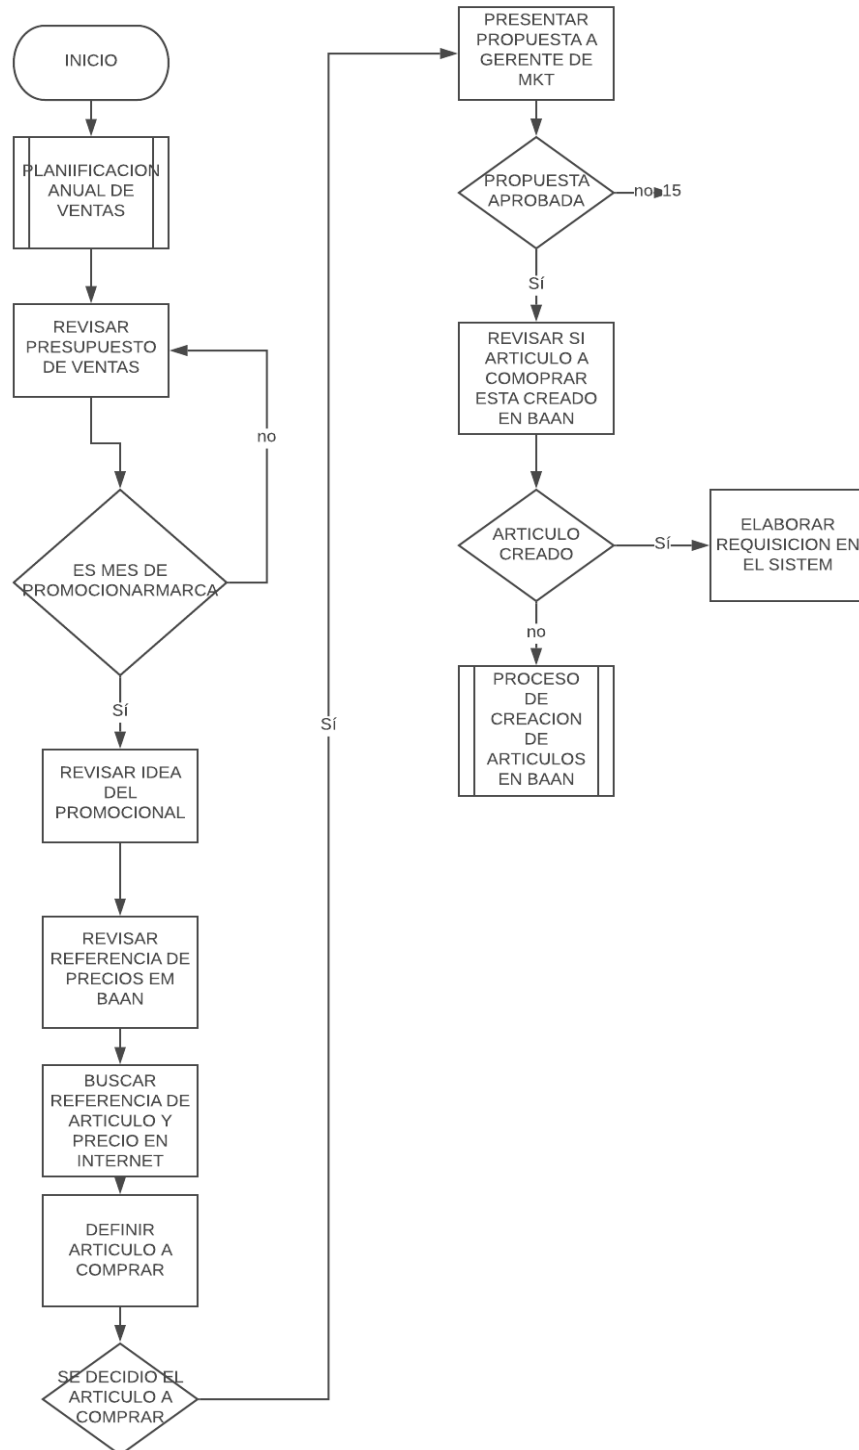 INICIO
PLANIIFICACION
ANUAL DE
VENTAS
REVISAR
PRESUPUESTO
DE VENTAS
no
ES MES DE
PROMOCIONARMARCA
Sí
REVISAR IDEA
DEL
PROMOCIONAL
REVISAR
REFERENCIA DE
PRECIOS EM
BAAN
BUSCAR
REFERENCIA DE
ARTICULO Y
PRECIO EN
INTERNET
DEFINIR
ARTICULO A
COMPRAR
SE DECIDIO EL
ARTICULO A
COMPRAR
Sí
PRESENTAR
PROPUESTA A
GERENTE DE
MKT
PROPUESTA
APROBADA
no 15
Sí
REVISAR SI
ARTICULO A
COMOPRAR
ESTA CREADO
EN BAAN
ARTICULO
CREADO
Sí
ELABORAR
REQUISICION EN
EL SISTEM
no
PROCESO
DE
CREACION
DE
ARTICULOS
EN BAAN